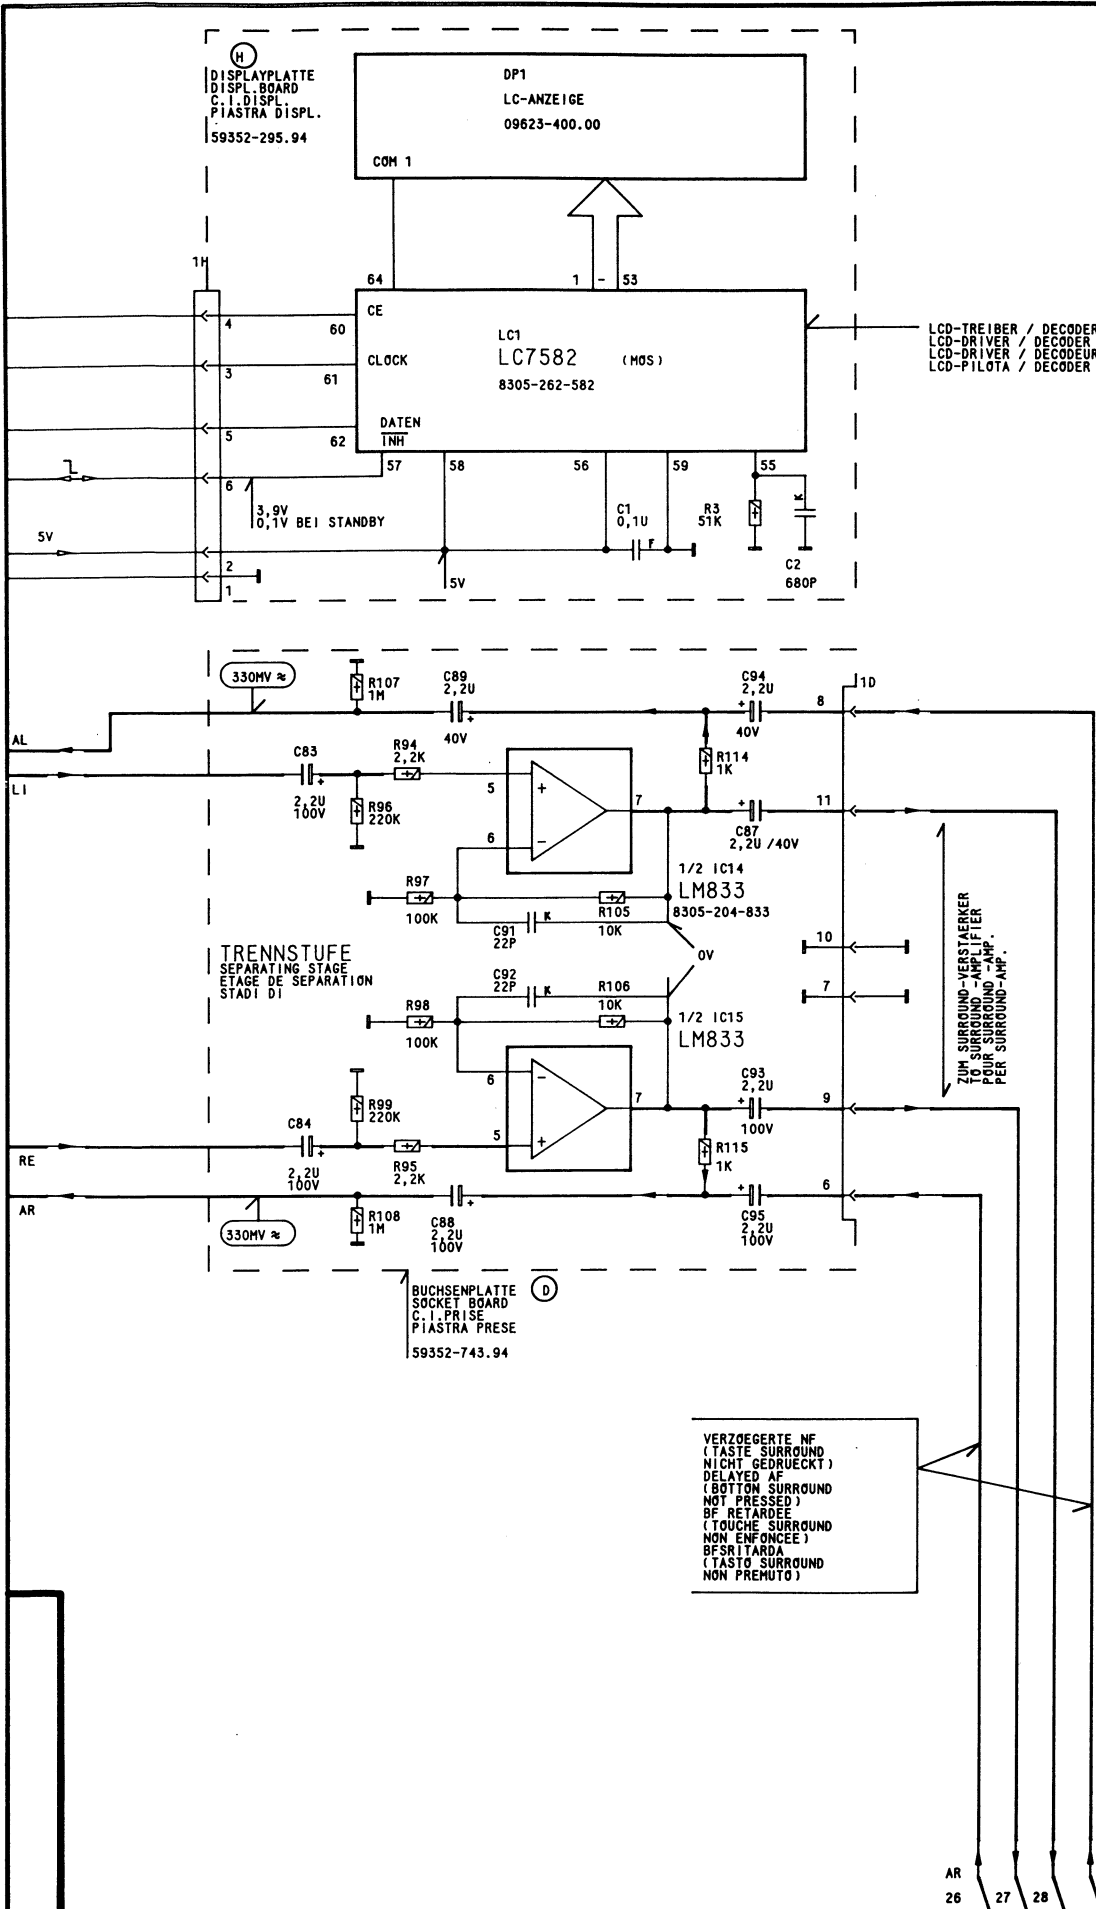 H
DISPLAYPLATTE
DISPL.BOARD
C.I.DISPL.
PIASTRA DISPL.
59352-295.94
DP1
LC-ANZEIGE
09623-400.00
COM 1
1H
64
1 - 53
4
60
CE
3
61
CLOCK
5
62
DATEN
INH
LC1
LC7582 (MOS)
8305-262-582
LCD-TREIBER / DECODER
LCD-DRIVER / DECODER
LCD-DRIVER / DECODEUR
LCD-PILOTA / DECODER
57
58
56
59
55
6
3,9V
0,1V BEI STANDBY
C1
0,1U
F
R3
51K
K
C2
680P
5V
2
1
5V
330MV ≈
R107
1M
C89
2,2U
+
40V
C94
2,2U
+
40V
8
1D
AL
LI
C83
+
2,2U
100V
R94
2,2K
R96
220K
5
+
6
-
7
R114
1K
+
C87
2,2U /40V
11
1/2 IC14
LM833
8305-204-833
R97
100K
R105
10K
C91
22P
K
0V
TRENNSTUFE
SEPARATING STAGE
ETAGE DE SEPARATION
STADI DI
10
7
C92
22P
K
R106
10K
R98
100K
1/2 IC15
LM833
ZUM SURROUND-VERSTAERKER
TO SURROUND -AMPLIFIER
POUR SURROUND -AMP.
PER SURROUND-AMP.
6
-
5
+
7
R99
220K
C84
+
2,2U
100V
R95
2,2K
C93
2,2U
+
100V
9
R115
1K
RE
AR
330MV ≈
R108
1M
C88
+
2,2U
100V
+
C95
2,2U
100V
6
BUCHSENPLATTE
SOCKET BOARD
C.I.PRISE
PIASTRA PRESE
59352-743.94
D
VERZOEGERTE NF
(TASTE SURROUND
NICHT GEDRUECKT)
DELAYED AF
(BOTTON SURROUND
NOT PRESSED)
BF RETARDEE
(TOUCHE SURROUND
NON ENFONCEE)
BFSRITARDA
(TASTO SURROUND
NON PREMUTO)
AR
26
27
28